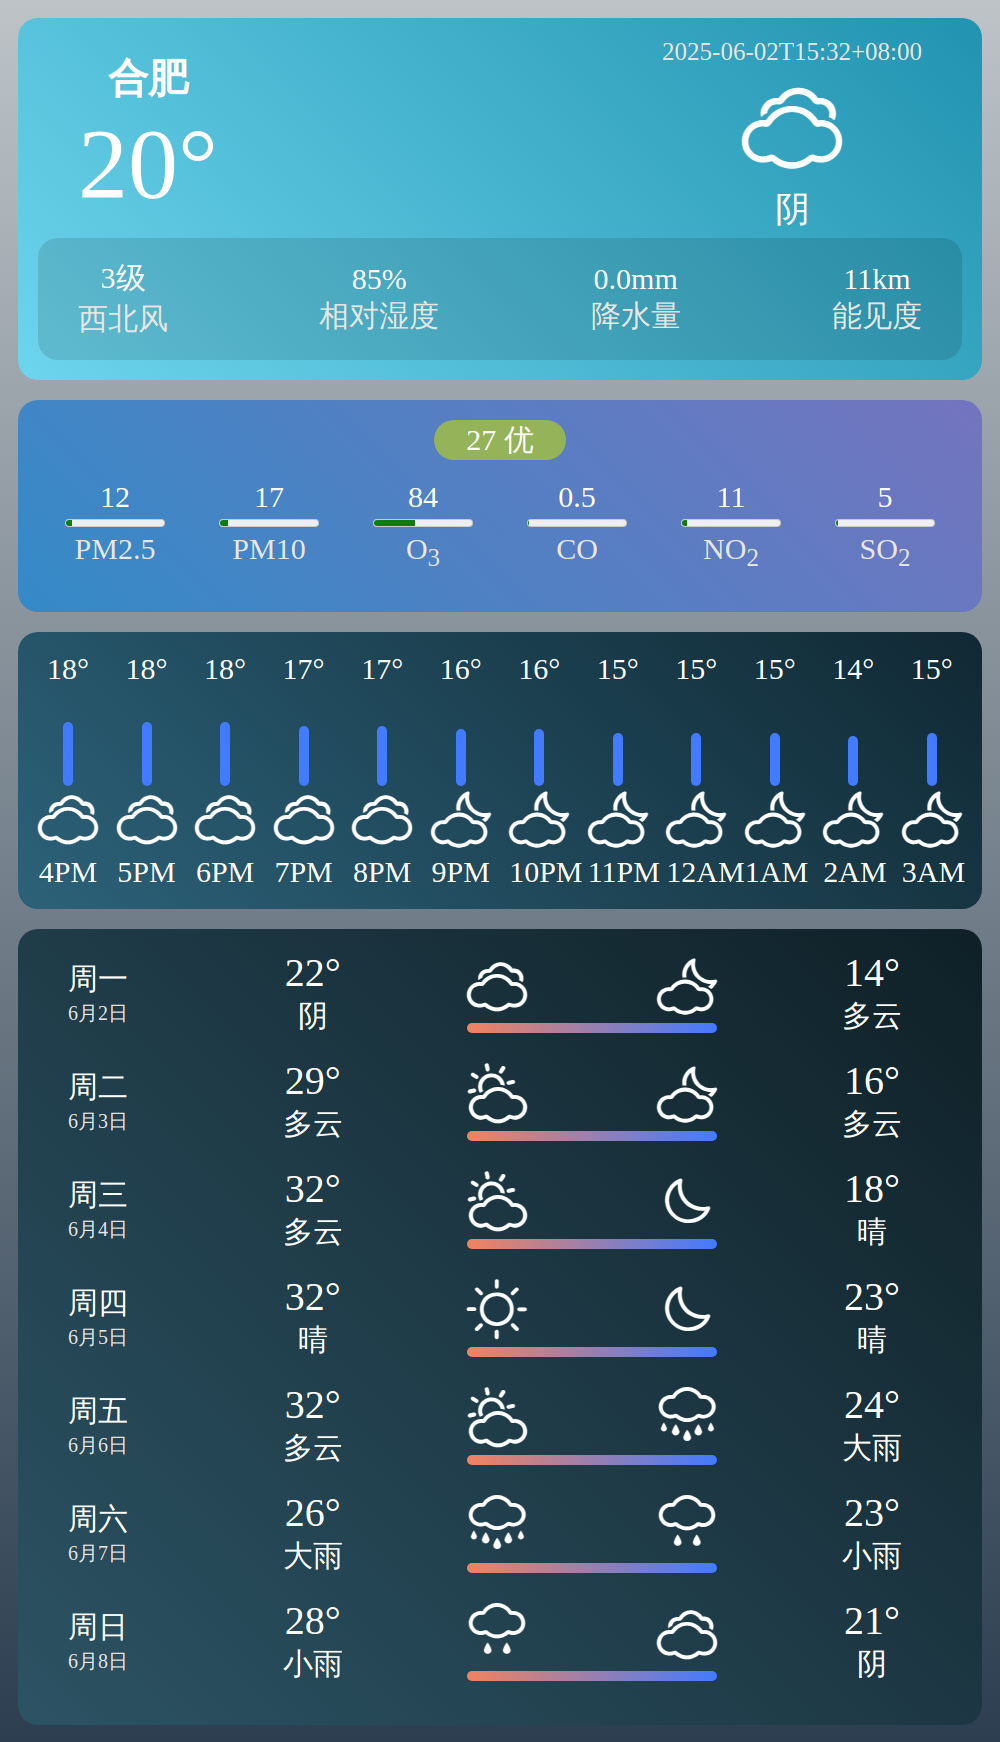 合肥
20°
2025-06-02T15:32+08:00
阴
3级 85% 0.0mm 11km
西北风 相对湿度 降水量 能见度
27 优
12 17 84 0.5 11 5
PM2.5 PM10 O3 CO NO2 SO2
18° 18° 18° 17° 17° 16° 16° 15° 15° 15° 14° 15°
4PM 5PM 6PM 7PM 8PM 9PM 10PM 11PM 12AM 1AM 2AM 3AM
周一 22° 14°
6月2日 阴 多云
周二 29° 16°
6月3日 多云 多云
周三 32° 18°
6月4日 多云 晴
周四 32° 23°
6月5日 晴 晴
周五 32° 24°
6月6日 多云 大雨
周六 26° 23°
6月7日 大雨 小雨
周日 28° 21°
6月8日 小雨 阴